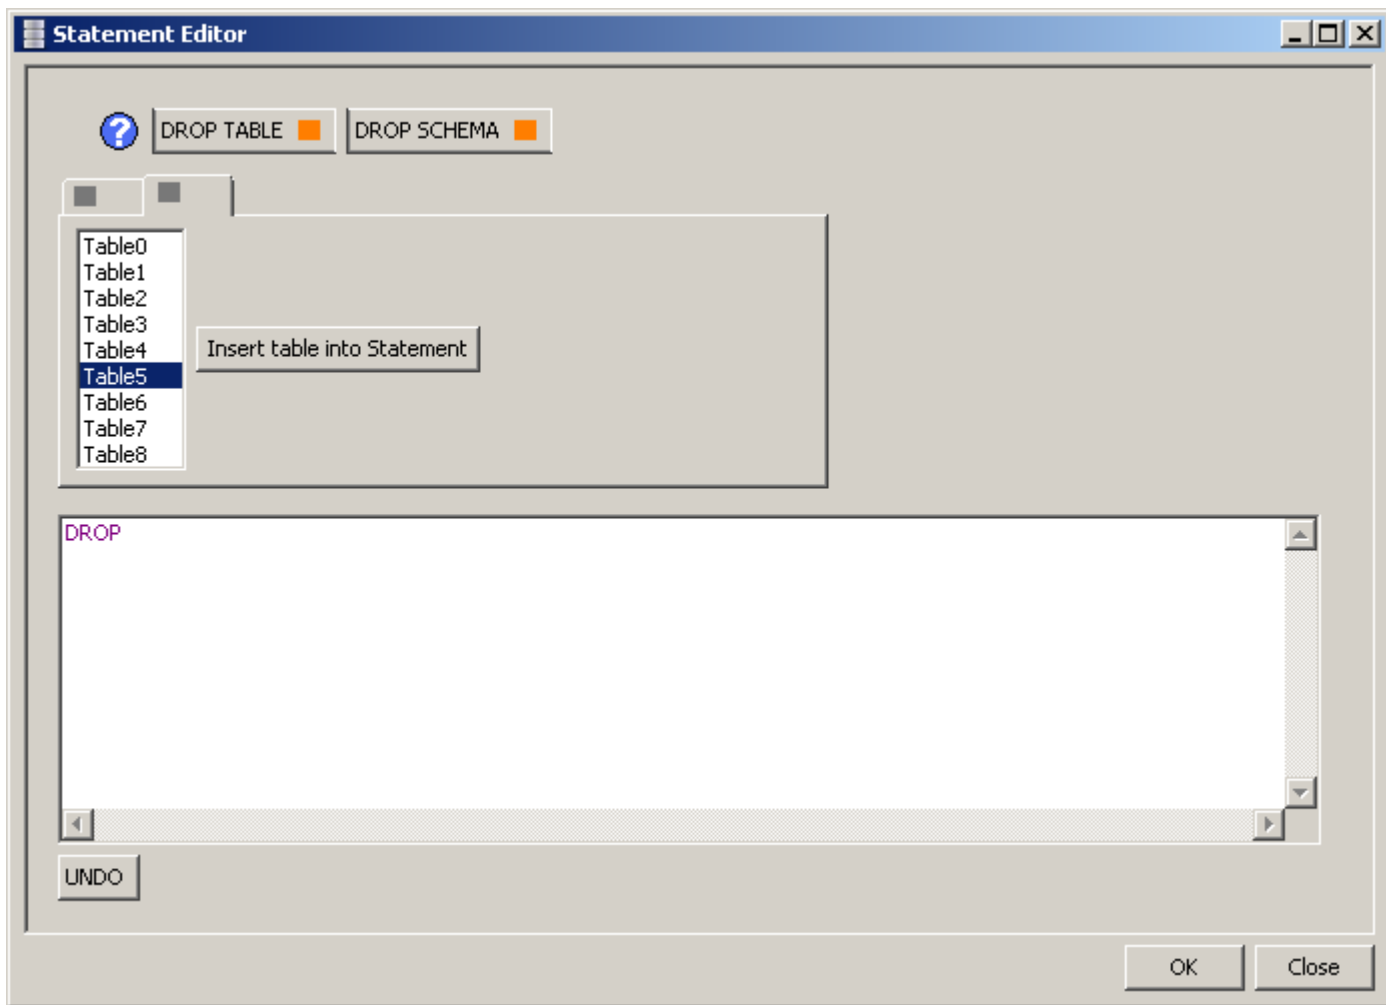 Statement Editor
?
DROP TABLE
DROP SCHEMA
Table0
Table1
Table2
Table3
Table4
Table5
Table6
Table7
Table8
Insert table into Statement
DROP
UNDO
OK
Close